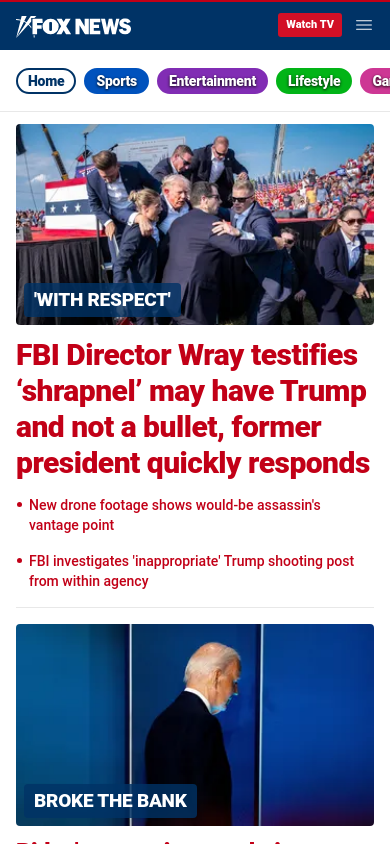 FOX NEWS
Watch TV
Home
Sports
Entertainment
Lifestyle
'WITH RESPECT'
FBI Director Wray testifies
‘shrapnel’ may have Trump
and not a bullet, former
president quickly responds
New drone footage shows would-be assassin's
vantage point
FBI investigates 'inappropriate' Trump shooting post
from within agency
BROKE THE BANK